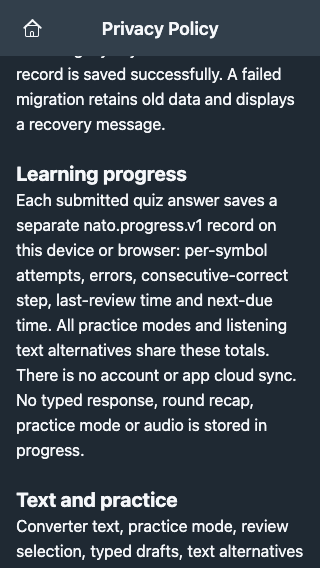 Privacy Policy
record is saved successfully. A failed
migration retains old data and displays
a recovery message.
Learning progress
Each submitted quiz answer saves a
separate nato.progress.v1 record on
this device or browser: per-symbol
attempts, errors, consecutive-correct
step, last-review time and next-due
time. All practice modes and listening
text alternatives share these totals.
There is no account or app cloud sync.
No typed response, round recap,
practice mode or audio is stored in
progress.
Text and practice
Converter text, practice mode, review
selection, typed drafts, text alternatives